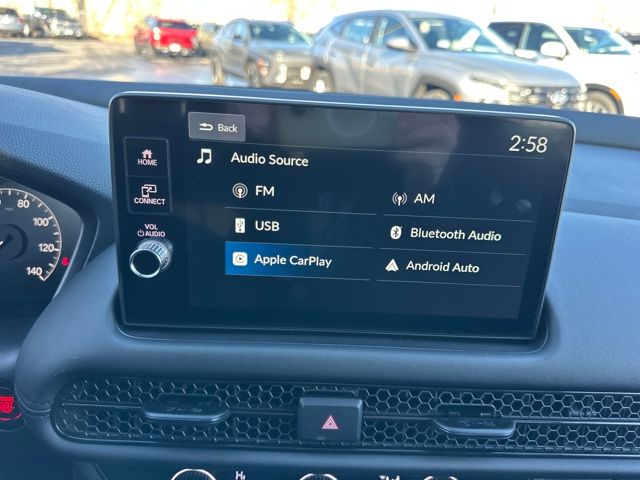 Back
2:58
HOME
Audio Source
CONNECT
FM
AM
VOL
AUDIO
USB
Bluetooth Audio
Apple CarPlay
Android Auto
80
100
120
140